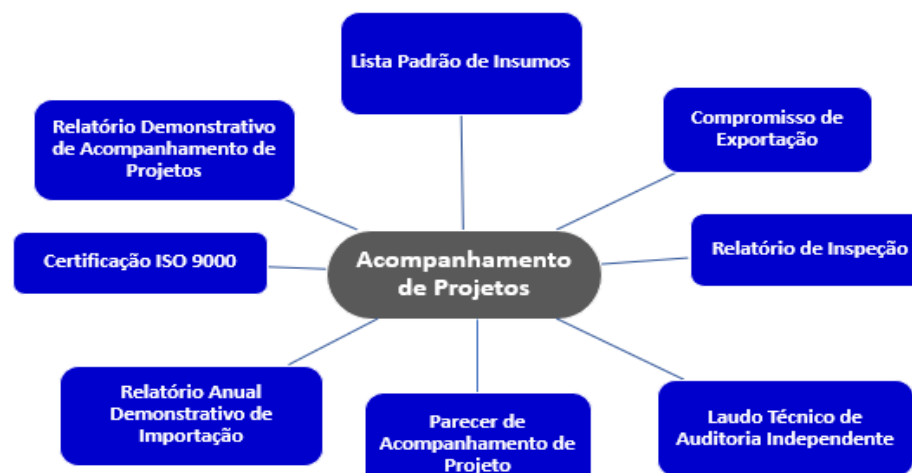 Lista Padrão de Insumos
Relatório Demonstrativo
de Acompanhamento de
Projetos
Compromisso de
Exportação
Certificação ISO 9000
Acompanhamento
de Projetos
Relatório de Inspeção
Relatório Anual
Demonstrativo de
Importação
Parecer de
Acompanhamento de
Projeto
Laudo Técnico de
Auditoria Independente